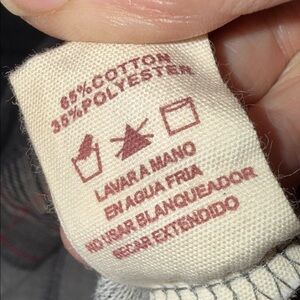 65%COTTON
35%POLYESTER
LAVAR A MANO
EN AGUA FRIA
NO USAR BLANQUEADOR
SECAR EXTENDIDO